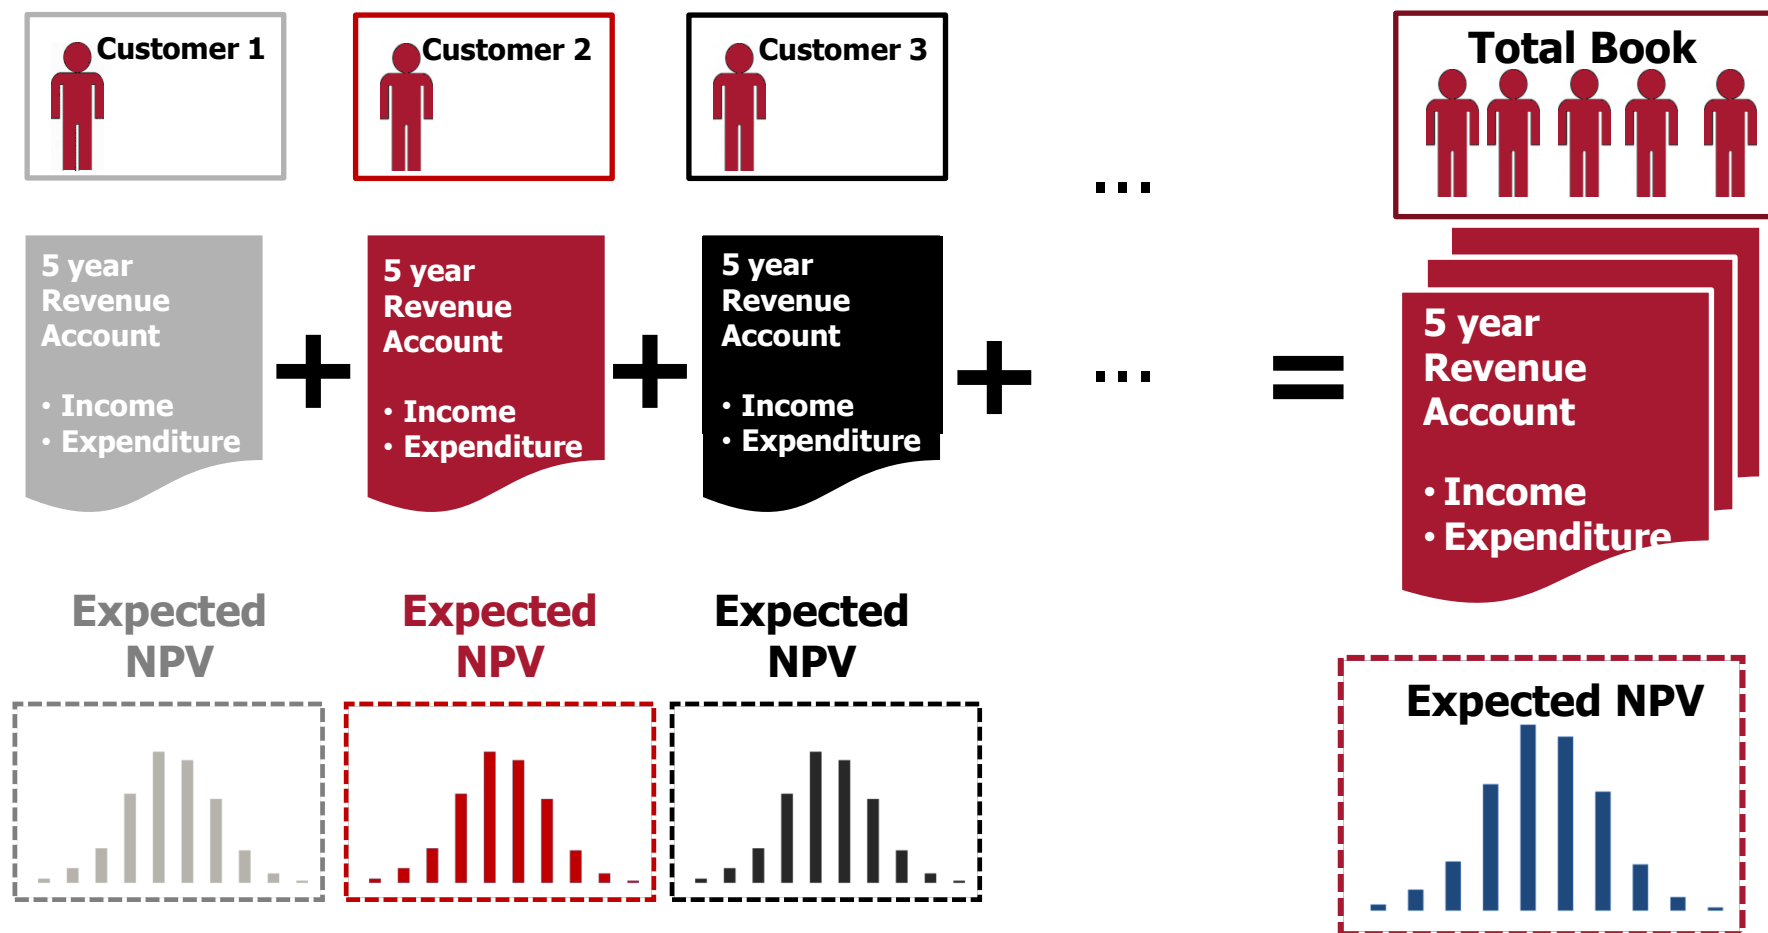 Customer 1
Customer 2
Customer 3
...
Total Book
5 year
Revenue
Account
• Income
• Expenditure
+
5 year
Revenue
Account
• Income
• Expenditure
+
5 year
Revenue
Account
• Income
• Expenditure
+
...
=
5 year
Revenue
Account
• Income
• Expenditure
Expected
NPV
Expected
NPV
Expected
NPV
Expected NPV